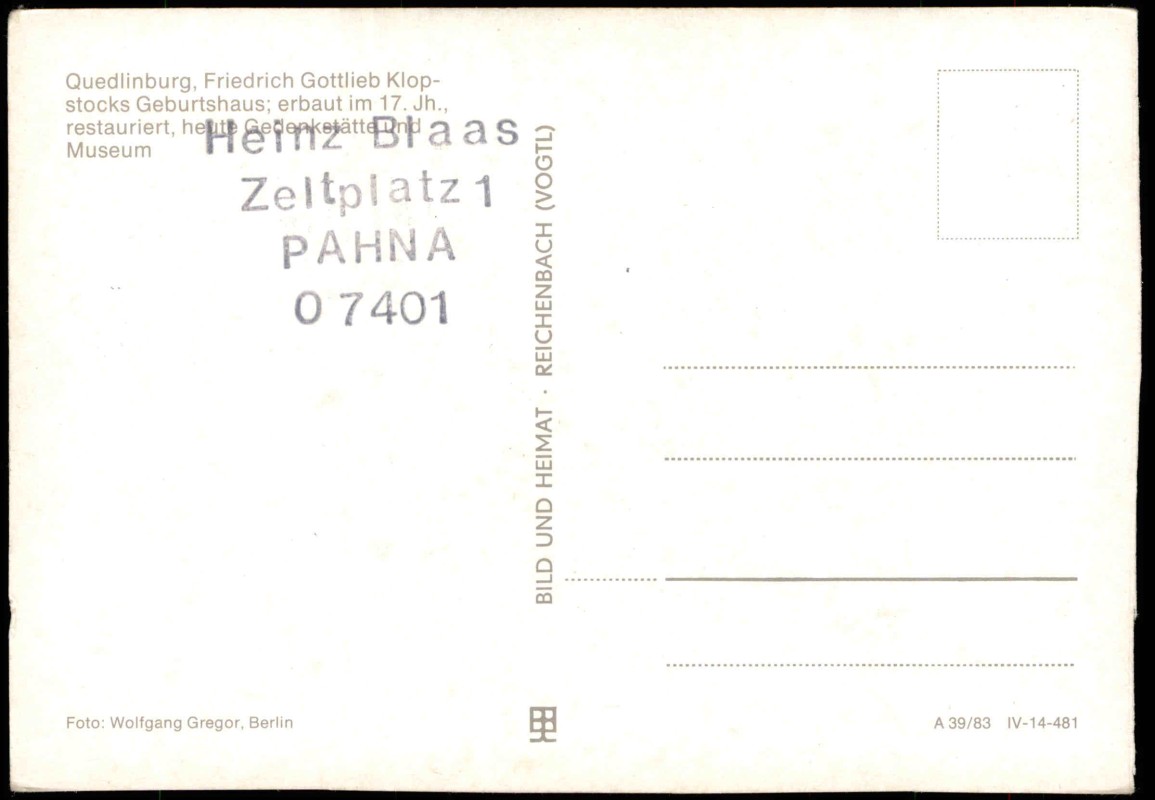 Quedlinburg, Friedrich Gottlieb Klop-
stocks Geburtshaus; erbaut im 17. Jh.,
restauriert, heute Gedenkstätte und
Museum
Heinz Blaas
Zeltplatz 1
PAHNA
O 7401
BILD UND HEIMAT · REICHENBACH (VOGTL)
Foto: Wolfgang Gregor, Berlin
A 39/83 IV-14-481